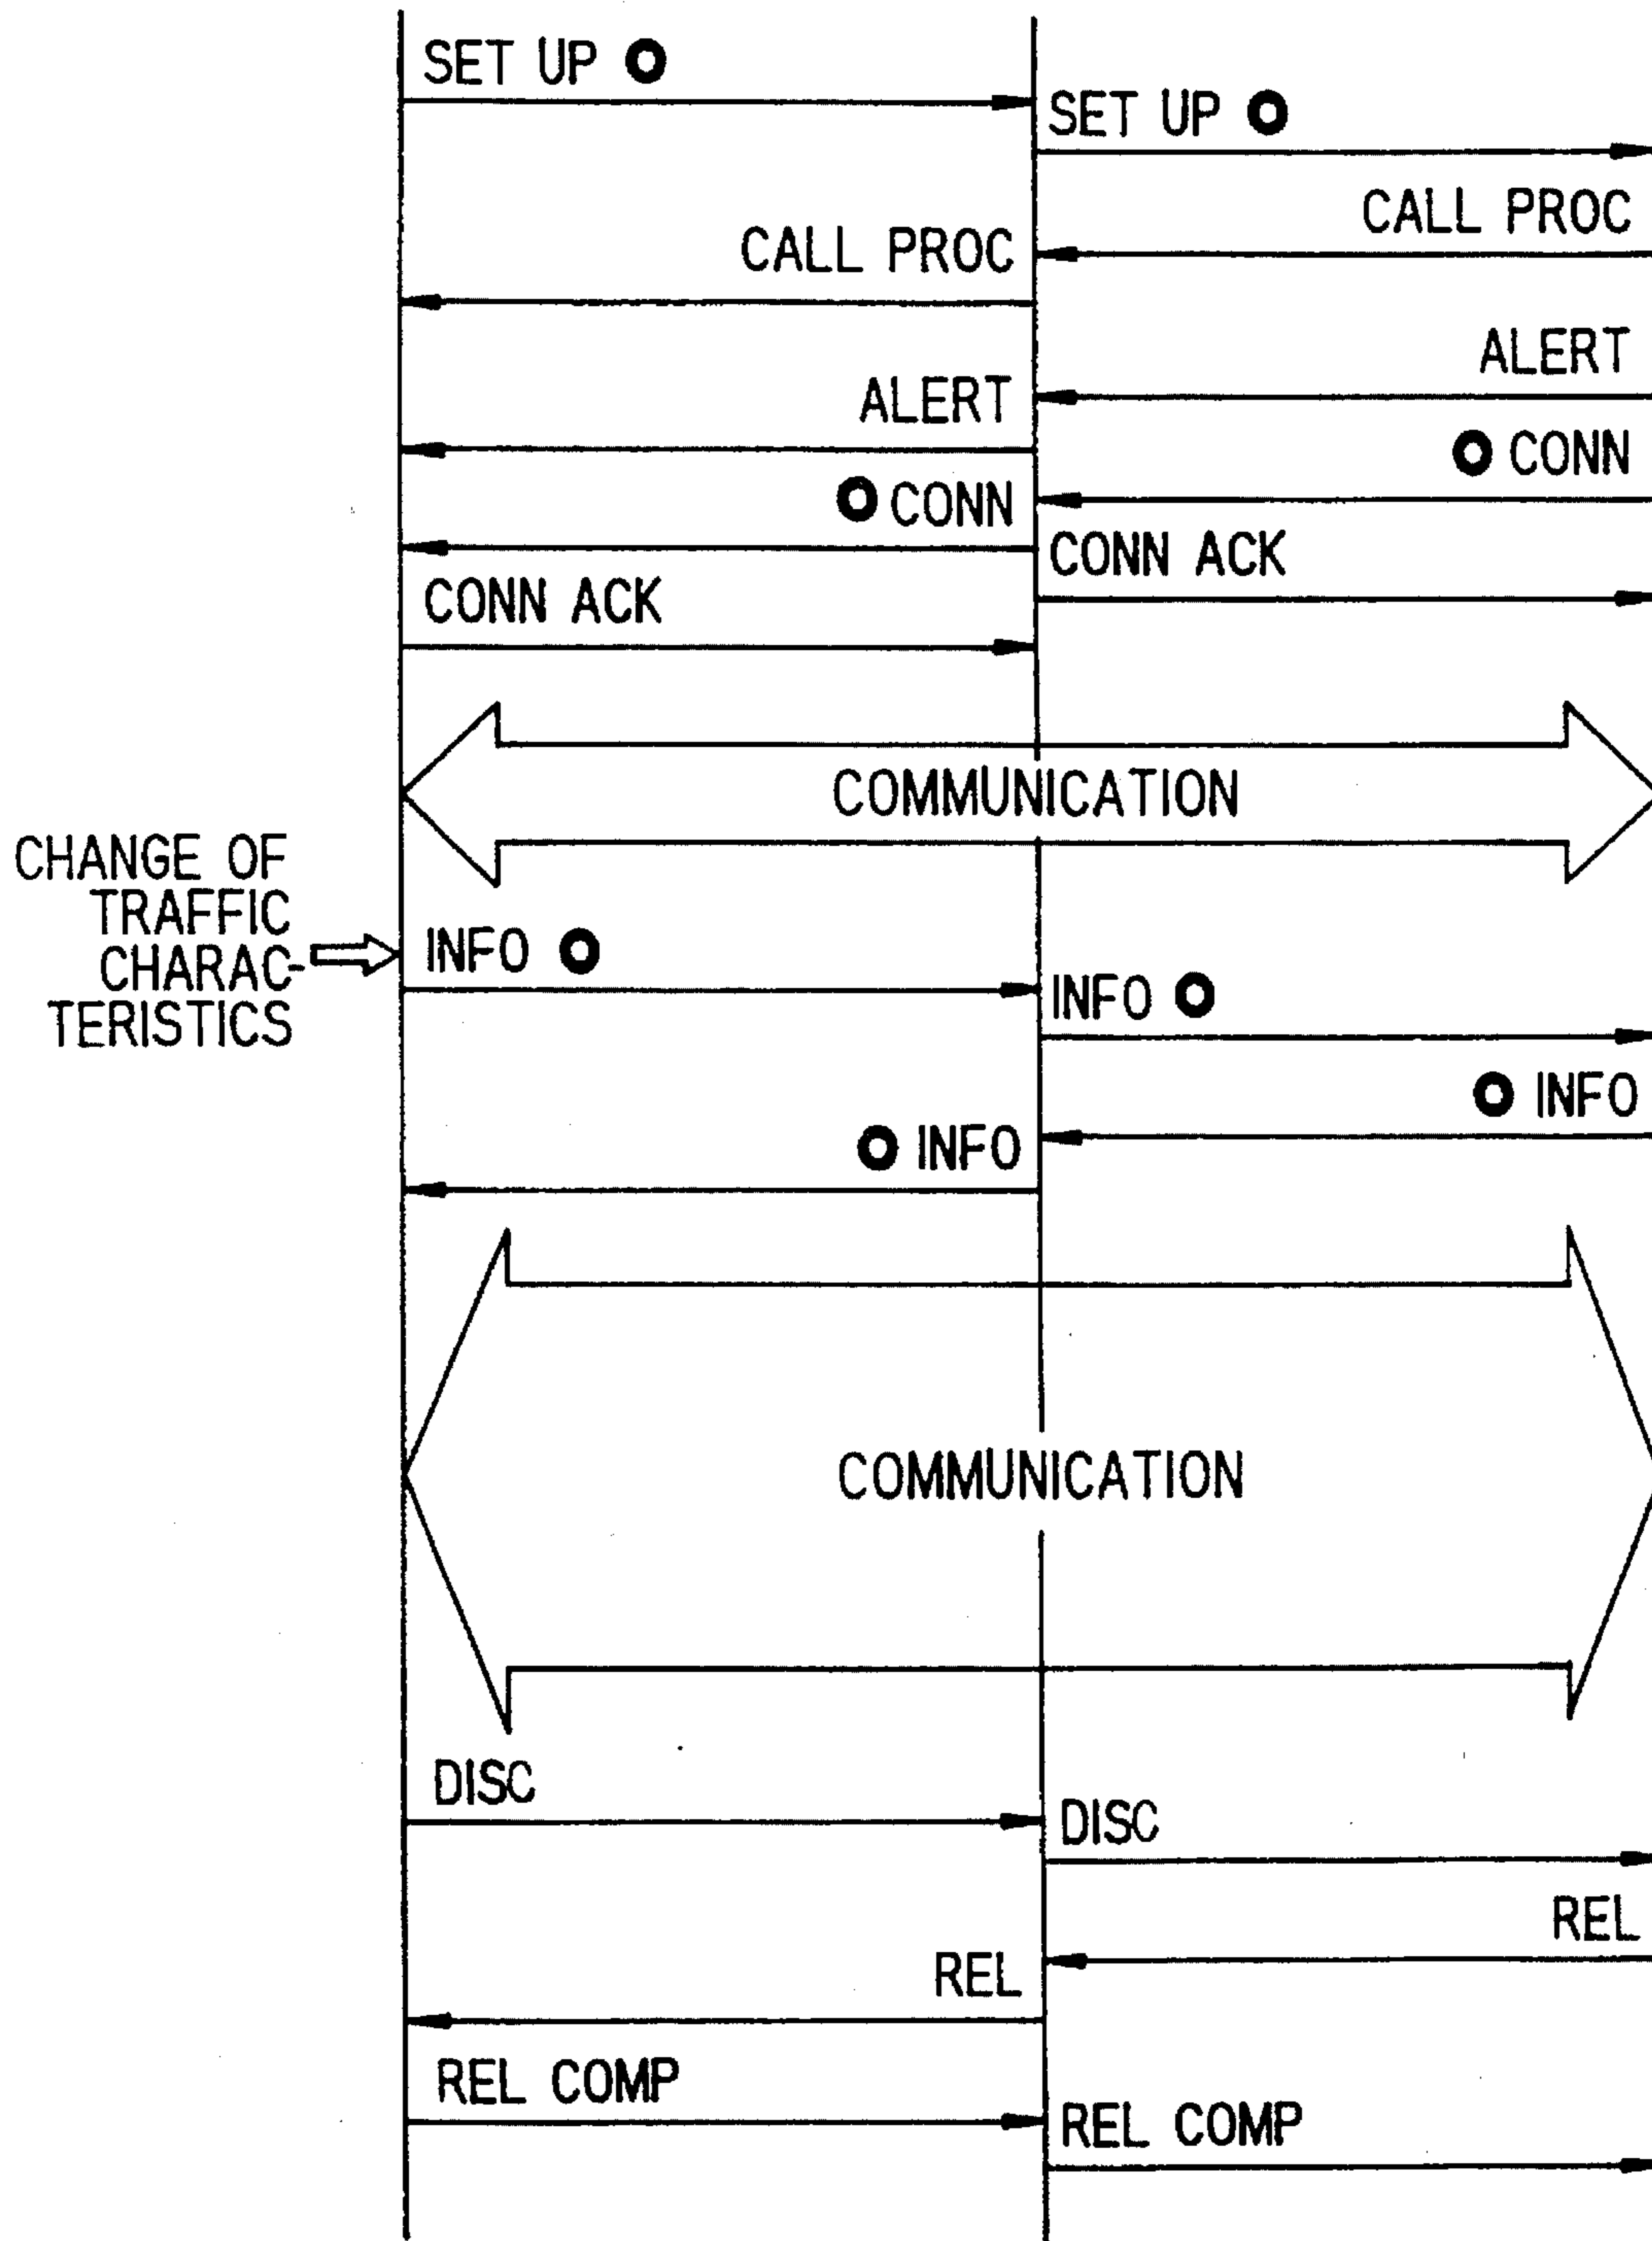 SET UP
SET UP
CALL PROC
CALL PROC
ALERT
ALERT
CONN
CONN
CONN ACK
CONN ACK
COMMUNICATION
CHANGE OF
TRAFFIC
CHARAC-
TERISTICS
INFO
INFO
INFO
INFO
COMMUNICATION
DISC
DISC
REL
REL
REL COMP
REL COMP